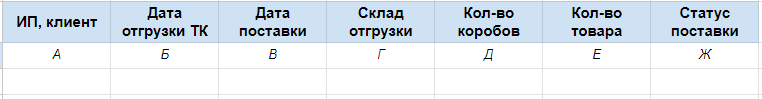 ИП, клиент Дата отгрузки ТК Дата поставки Склад отгрузки Кол-во коробов Кол-во товара Статус поставки
А Б В Г Д Е Ж